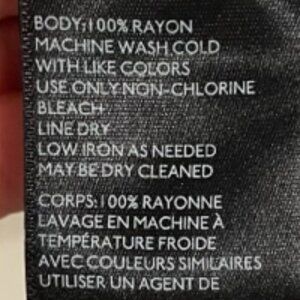 BODY:100% RAYON
MACHINE WASH COLD
WITH LIKE COLORS
USE ONLY NON-CHLORINE
BLEACH
LINE DRY
LOW IRON AS NEEDED
MAY BE DRY CLEANED
CORPS:100% RAYONNE
LAVAGE EN MACHINE À
TEMPÉRATURE FROIDE
AVEC COULEURS SIMILAIRES
UTILISER UN AGENT DE